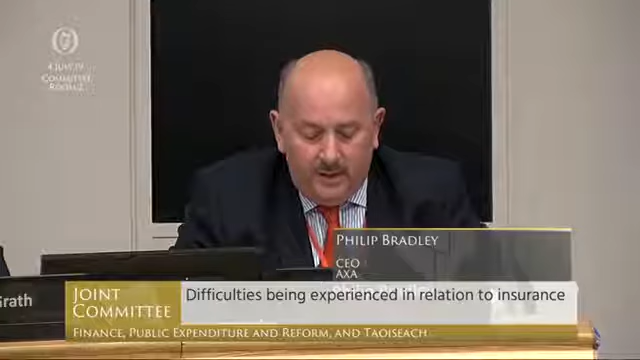 4 JUN 19
COMMITTEE
ROOM 2
PHILIP BRADLEY
CEO
AXA
Grath
JOINT
COMMITTEE
Difficulties being experienced in relation to insurance
FINANCE, PUBLIC EXPENDITURE AND REFORM, AND TAOISEACH